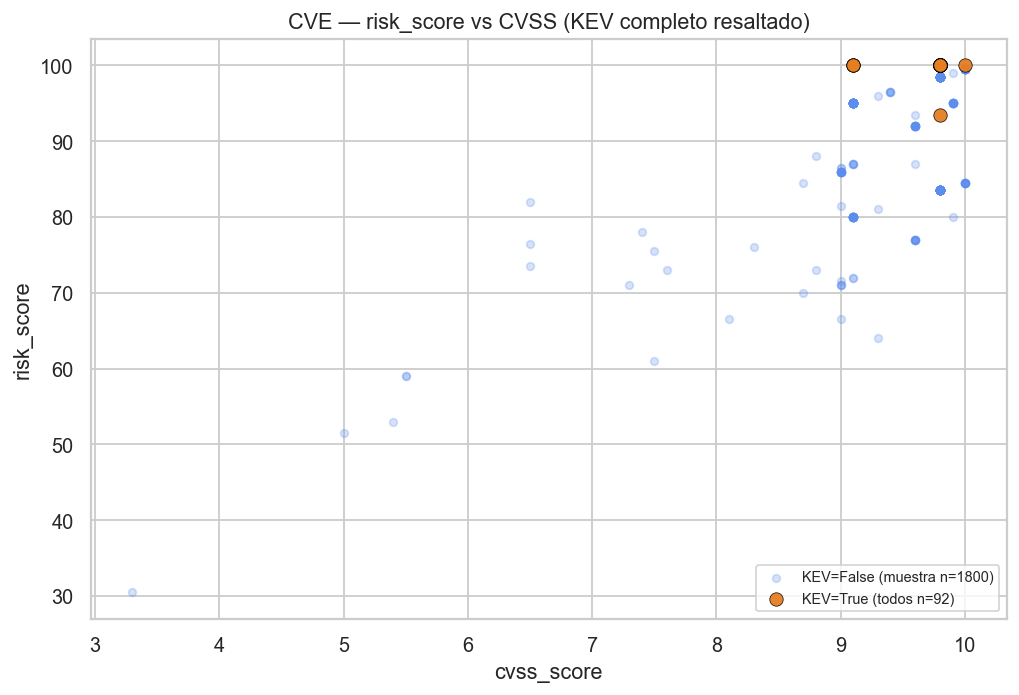 CVE — risk_score vs CVSS (KEV completo resaltado)
risk_score
100
90
80
70
60
50
40
30
3 4 5 6 7 8 9 10
cvss_score
KEV=False (muestra n=1800)
KEV=True (todos n=92)